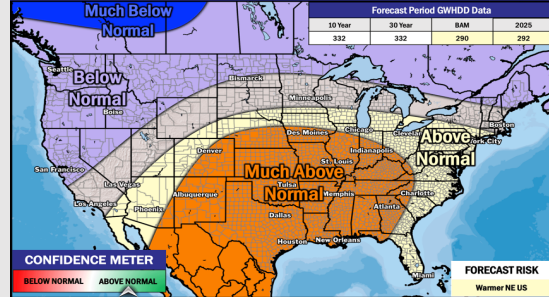 Much Below
Normal
Forecast Period GWHDD Data
10 Year 30 Year BAM 2025
332 332 290 292
Seattle
Below
Normal
Boise
Bismarck
Minneapolis
Boston
Des Moines
Chicago
Cleveland
York City
Above
Normal
Denver
Indianapolis
St. Louis
San Francisco
Much Above
Normal
Las Vegas
Albuquerque
Tulsa
Memphis
Charlotte
Los Angeles
Phoenix
Dallas
Atlanta
Houston
New Orleans
Miami
CONFIDENCE METER
BELOW NORMAL ABOVE NORMAL
FORECAST RISK
Warmer NE US